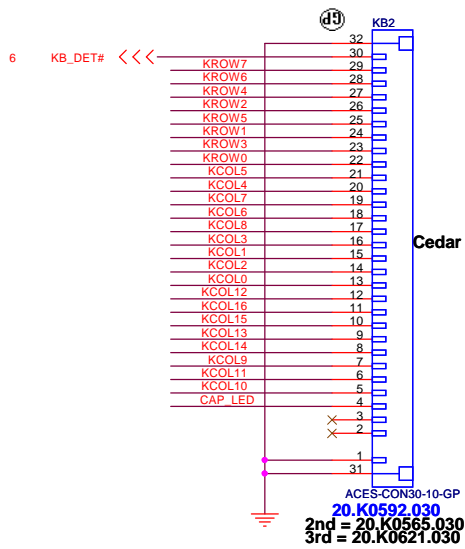 GP
KB2
32
6 KB_DET# 30
KROW7 29
KROW6 28
KROW4 27
KROW2 26
KROW5 25
KROW1 24
KROW3 23
KROW0 22
KCOL5 21
KCOL4 20
KCOL7 19
KCOL6 18
KCOL8 17
KCOL3 16
Cedar
KCOL1 15
KCOL2 14
KCOL0 13
KCOL12 12
KCOL16 11
KCOL15 10
KCOL13 9
KCOL14 8
KCOL9 7
KCOL11 6
KCOL10 5
CAP_LED 4
3
2
1
31
ACES-CON30-10-GP
20.K0592.030
2nd = 20.K0565.030
3rd = 20.K0621.030